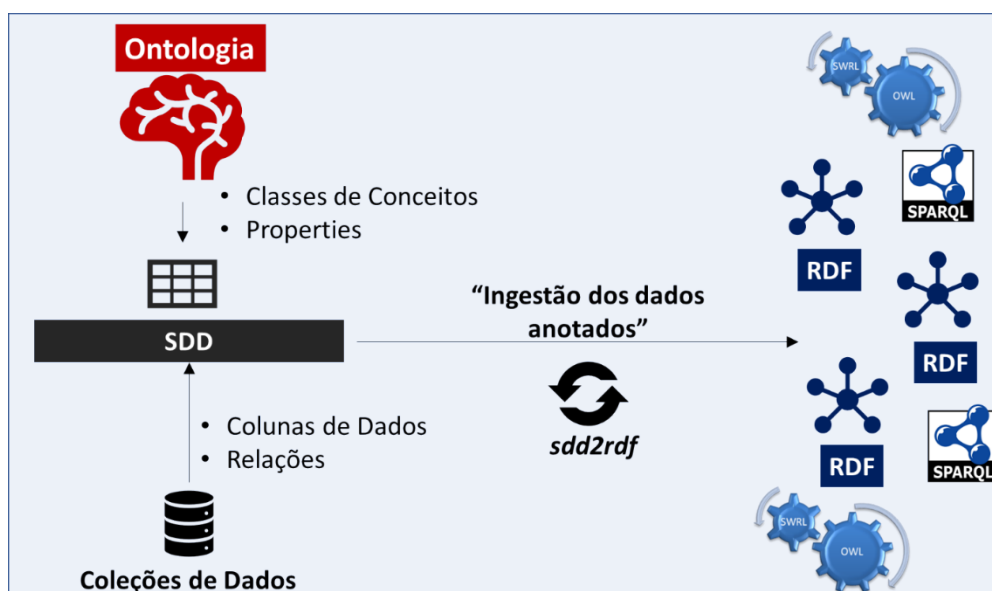 Ontologia
• Classes de Conceitos
• Properties
SDD
• Colunas de Dados
• Relações
Coleções de Dados
“Ingestão dos dados
anotados”
sdd2rdf
SWRL
OWL
SPARQL
RDF
RDF
RDF
SPARQL
SWRL
OWL